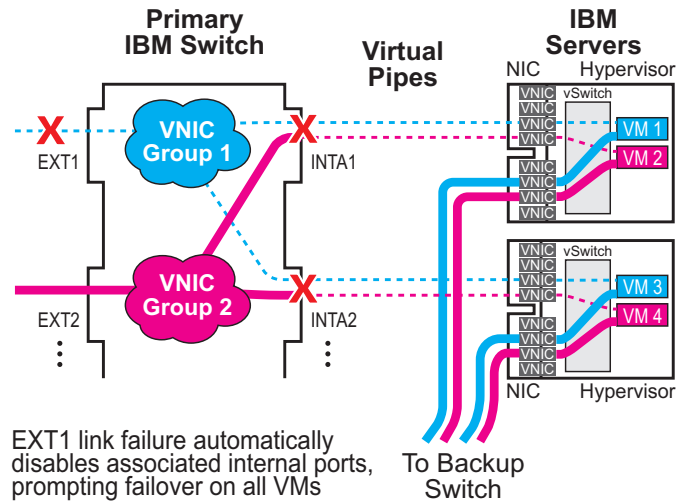 Primary
IBM Switch
Virtual
Pipes
IBM
Servers
NIC Hypervisor
VNIC
VNIC
VNIC
VNIC
vSwitch
VM 1
VM 2
VNIC
VNIC
VNIC
VNIC
X
EXT1
VNIC
Group 1
X
INTA1
VNIC
Group 2
EXT2
X
INTA2
VNIC
VNIC
VNIC
VNIC
vSwitch
VM 3
VM 4
VNIC
VNIC
VNIC
VNIC
NIC Hypervisor
EXT1 link failure automatically
disables associated internal ports,
prompting failover on all VMs
To Backup
Switch